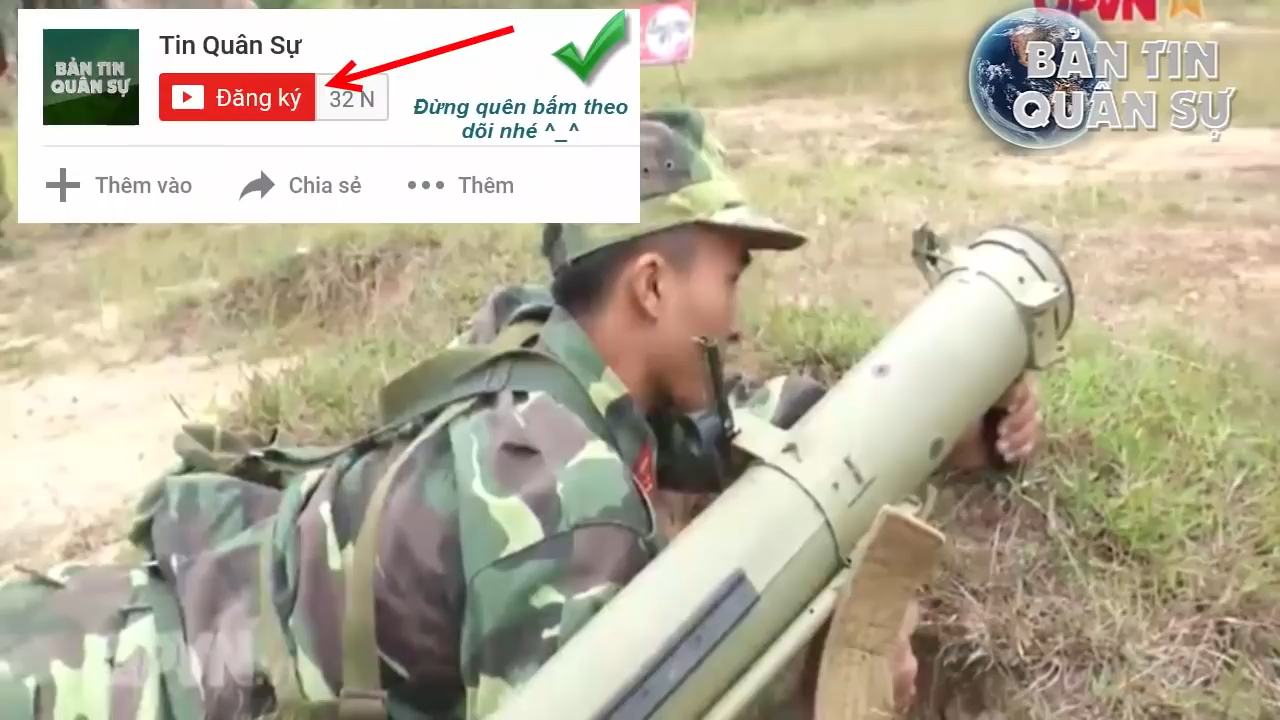 Tin Quân Sự
BẢN TIN
QUÂN SỰ
Đăng ký
32 N
Đừng quên bấm theo
dõi nhé ^_^
Thêm vào
Chia sẻ
Thêm
QPVN
BẢN TIN
QUÂN SỰ